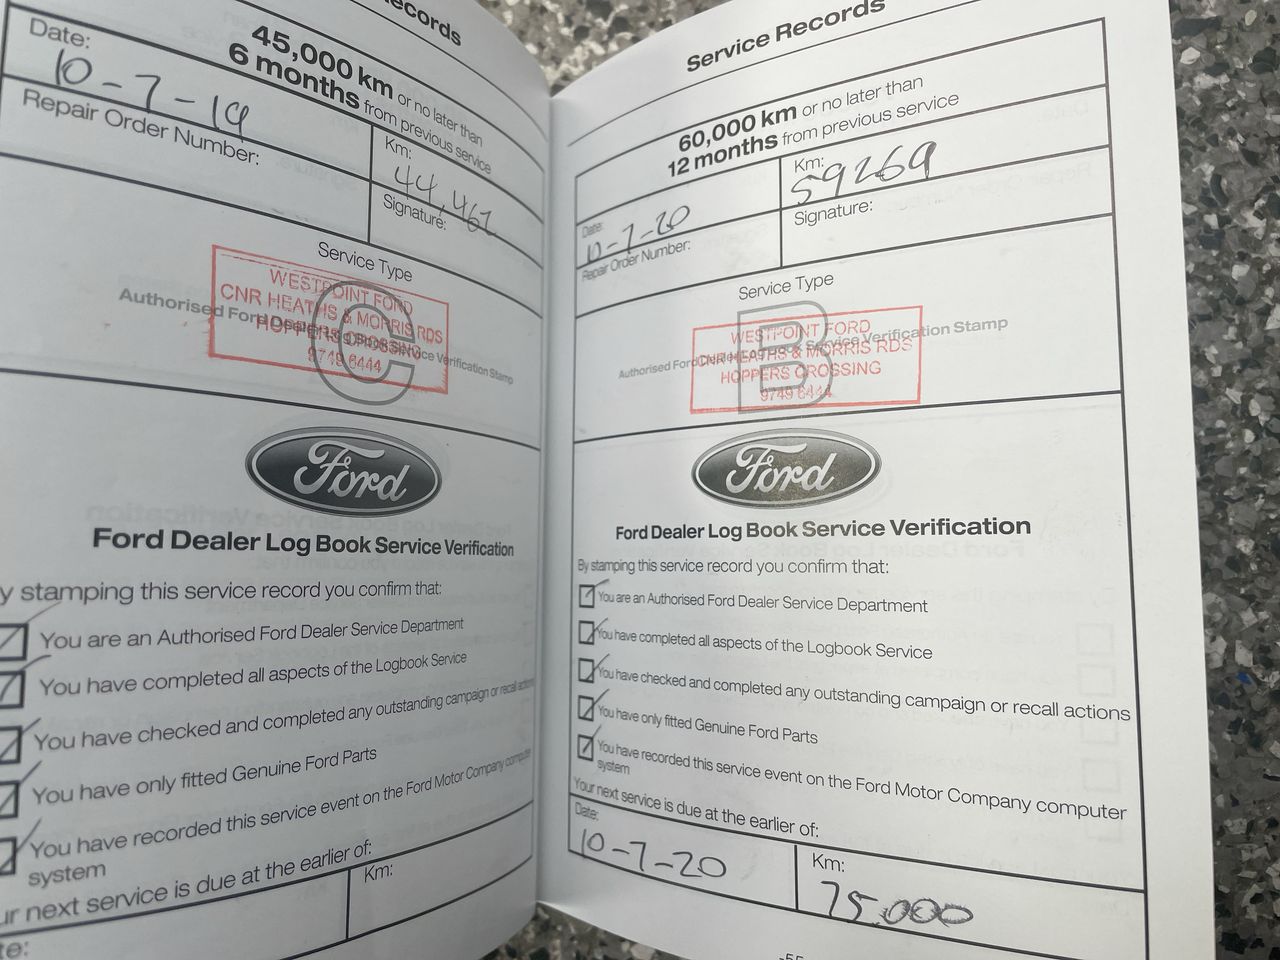 ecords
45,000 km or no later than
6 months from previous service
Date:
10-7-19
Km:
44,462
Repair Order Number:
Signature:
Service Type
C
Authorised Ford Dealer Log Book Service Verification Stamp
WESTPOINT FORD
CNR HEATHS & MORRIS RDS
HOPPERS CROSSING
9749 6444
Ford
Ford Dealer Log Book Service Verification
y stamping this service record you confirm that:
You are an Authorised Ford Dealer Service Department
You have completed all aspects of the Logbook Service
You have checked and completed any outstanding campaign or recall actions
You have only fitted Genuine Ford Parts
You have recorded this service event on the Ford Motor Company compute
system
ur next service is due at the earlier of:
te:
Km:
Service Records
60,000 km or no later than
12 months from previous service
Date:
10-7-20
Km:
59269
Repair Order Number:
Signature:
Service Type
B
Authorised Ford Dealer Log Book Service Verification Stamp
WESTPOINT FORD
CNR HEATHS & MORRIS RDS
HOPPERS CROSSING
9749 6444
Ford
Ford Dealer Log Book Service Verification
By stamping this service record you confirm that:
You are an Authorised Ford Dealer Service Department
You have completed all aspects of the Logbook Service
You have checked and completed any outstanding campaign or recall actions
You have only fitted Genuine Ford Parts
You have recorded this service event on the Ford Motor Company computer
system
Your next service is due at the earlier of:
Date:
10-7-20
Km:
75.000